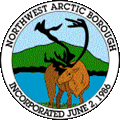 NORTHWEST ARCTIC BOROUGH
INCORPORATED JUNE 2, 1986